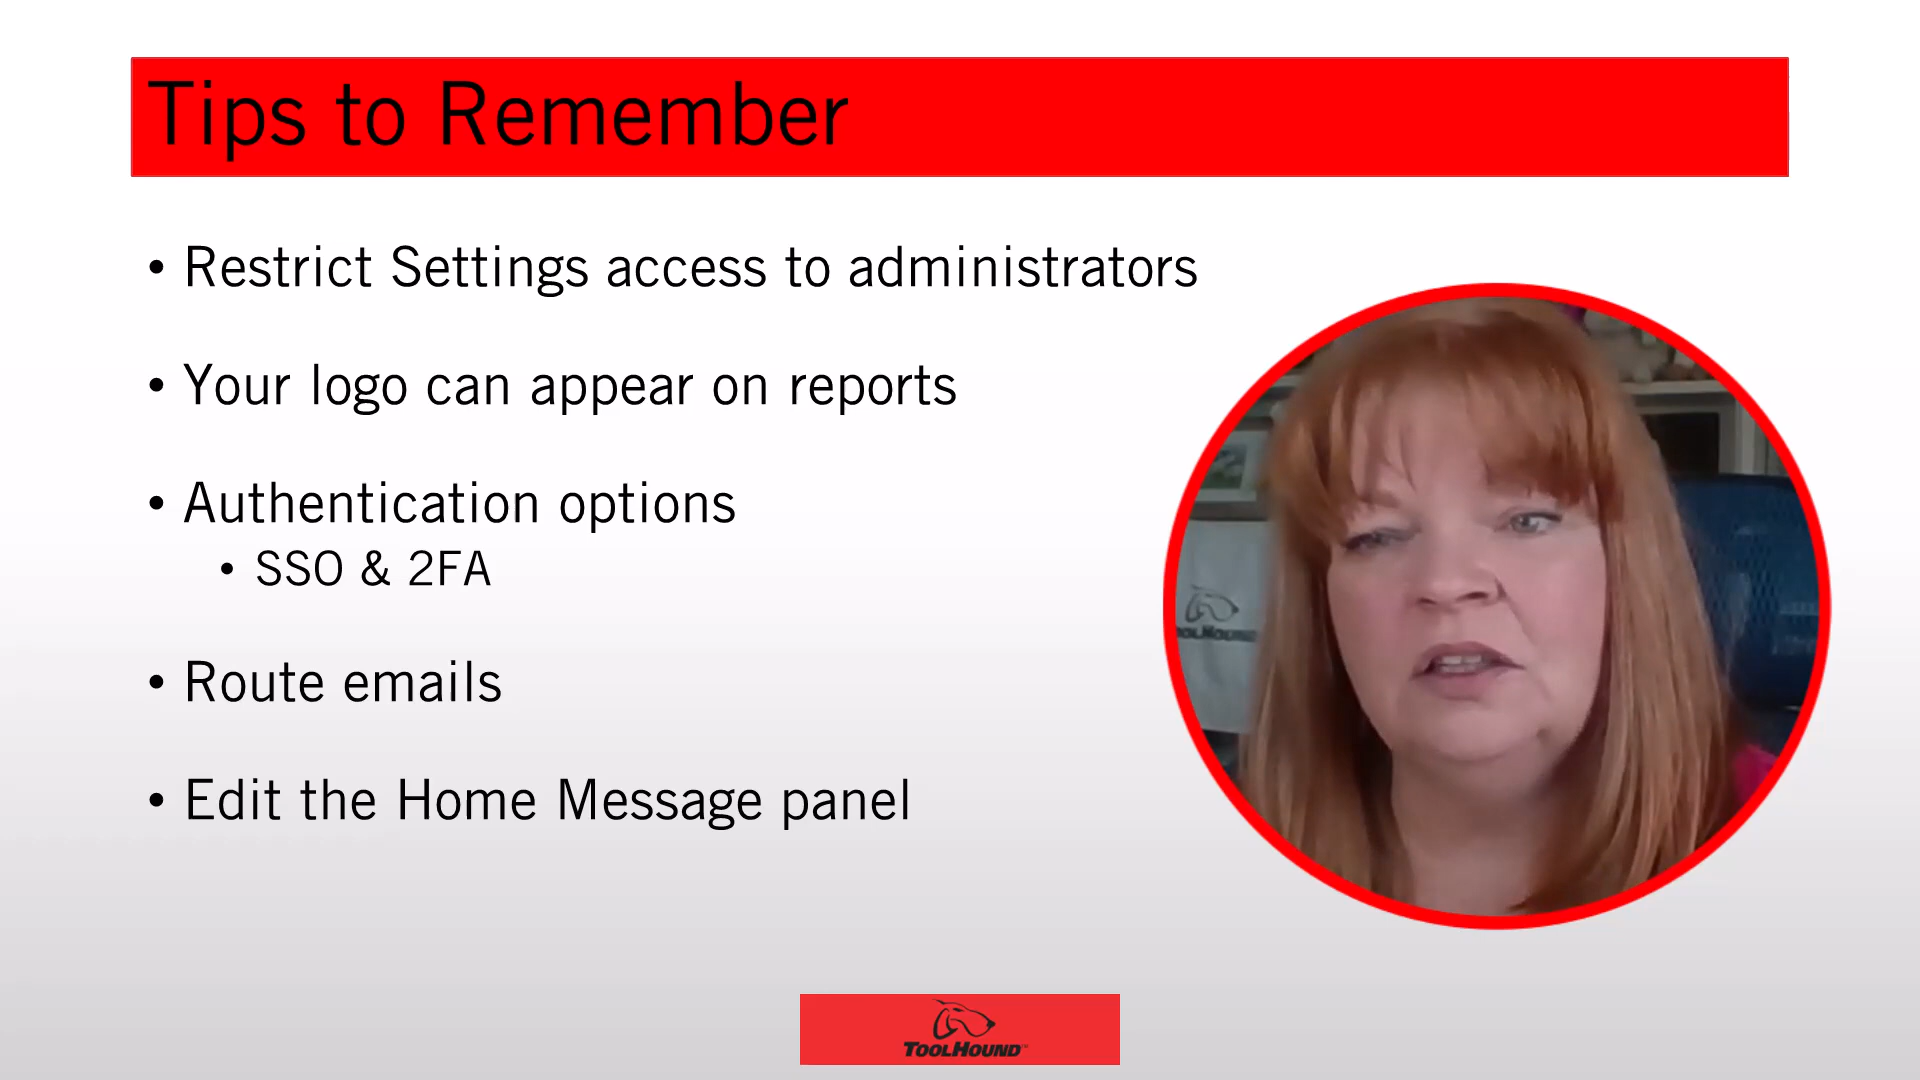 Tips to Remember
• Restrict Settings access to administrators
• Your logo can appear on reports
• Authentication options
• SSO & 2FA
• Route emails
• Edit the Home Message panel
TOOLHOUND
TOOLHOUND™